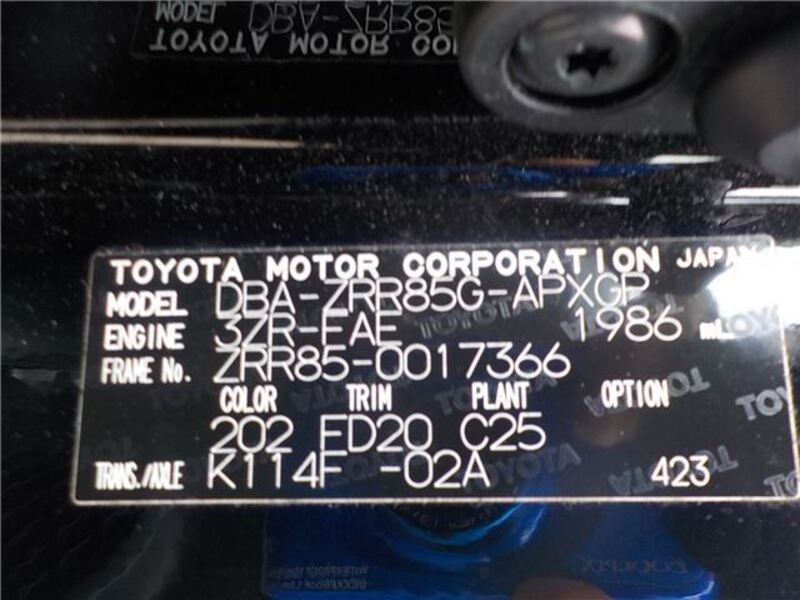 TOYOTA MOTOR CORPORATION JAPAN
MODEL DBA-ZRR85G-APXGP
ENGINE 3ZR-FAE 1986 mL
FRAME No. ZRR85-0017366
COLOR TRIM PLANT OPTION
202 FD20 C25
TRANS./AXLE K114F -02A 423